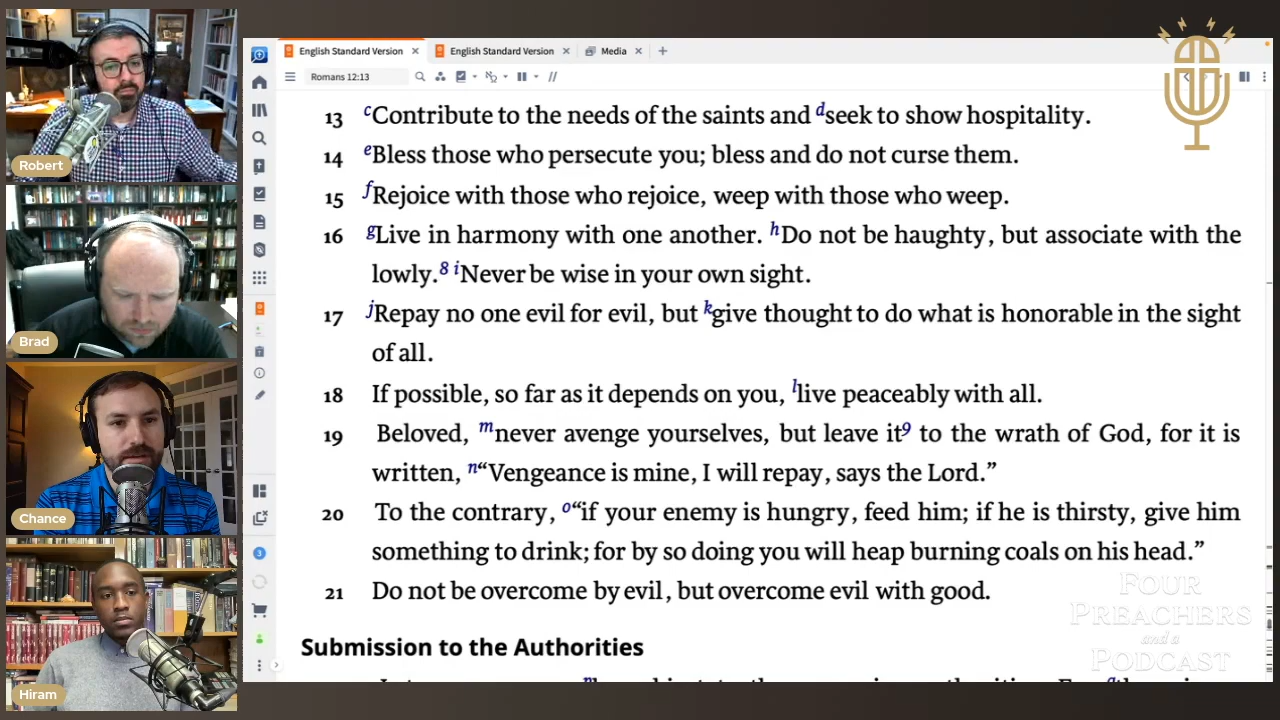 Robert
Brad
Chance
Hiram
English Standard Version
English Standard Version
Media
Romans 12:13
13 cContribute to the needs of the saints and dseek to show hospitality.
14 eBless those who persecute you; bless and do not curse them.
15 fRejoice with those who rejoice, weep with those who weep.
16 gLive in harmony with one another. hDo not be haughty, but associate with the
lowly.8 iNever be wise in your own sight.
17 jRepay no one evil for evil, but kgive thought to do what is honorable in the sight
of all.
18 If possible, so far as it depends on you, llive peaceably with all.
19 Beloved, mnever avenge yourselves, but leave it9 to the wrath of God, for it is
written, n“Vengeance is mine, I will repay, says the Lord.”
20 To the contrary, o“if your enemy is hungry, feed him; if he is thirsty, give him
something to drink; for by so doing you will heap burning coals on his head.”
21 Do not be overcome by evil, but overcome evil with good.
Submission to the Authorities
3
Four
Preachers
and a
Podcast